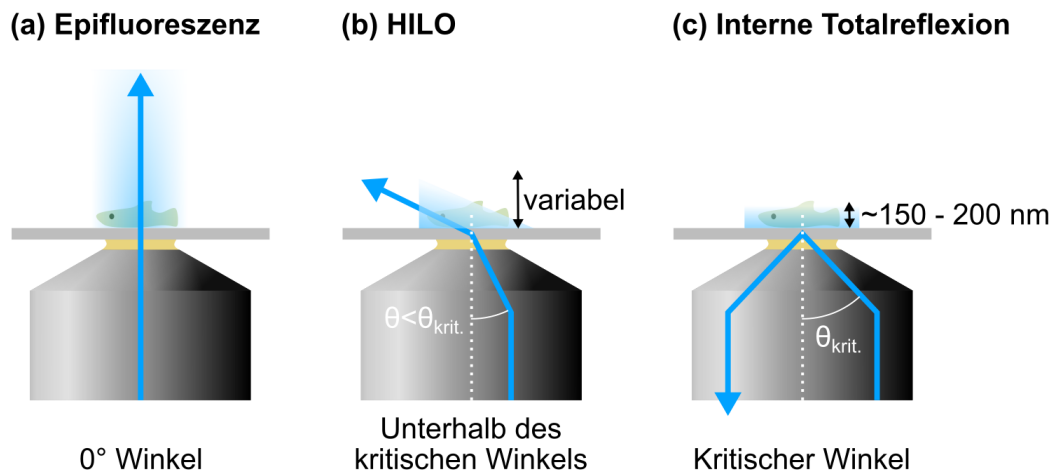 (a) Epifluoreszenz
(b) HILO
(c) Interne Totalreflexion
variabel
~150 - 200 nm
θ<θkrit.
θkrit.
0° Winkel
Unterhalb des
kritischen Winkels
Kritischer Winkel